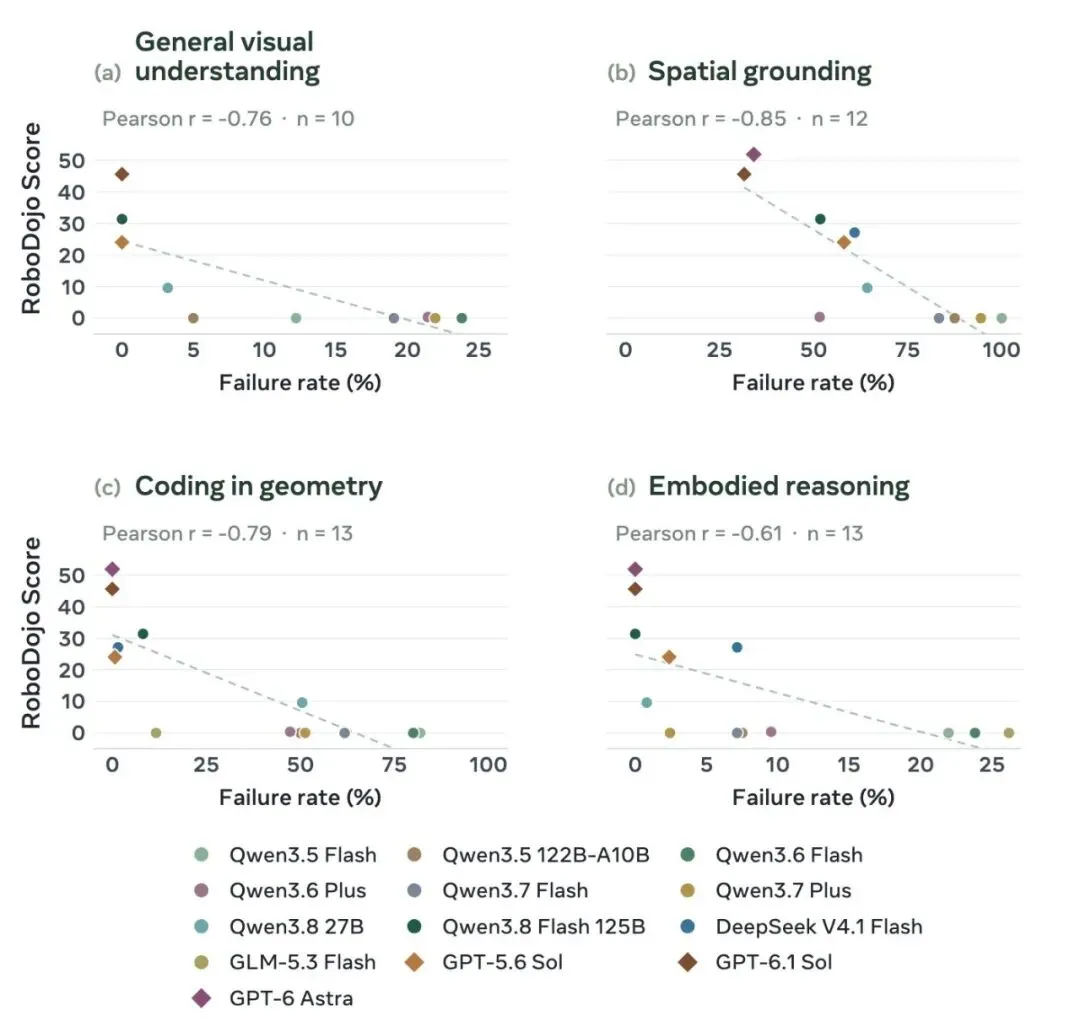 General visual
(a) understanding
Pearson r = -0.76 · n = 10
RoboDojo Score
50
40
30
20
10
0
0 5 10 15 20 25
Failure rate (%)
(b) Spatial grounding
Pearson r = -0.85 · n = 12
0 25 50 75 100
Failure rate (%)
(c) Coding in geometry
Pearson r = -0.79 · n = 13
RoboDojo Score
50
40
30
20
10
0
0 25 50 75 100
Failure rate (%)
(d) Embodied reasoning
Pearson r = -0.61 · n = 13
0 5 10 15 20 25
Failure rate (%)
Qwen3.5 Flash Qwen3.5 122B-A10B Qwen3.6 Flash
Qwen3.6 Plus Qwen3.7 Flash Qwen3.7 Plus
Qwen3.8 27B Qwen3.8 Flash 125B DeepSeek V4.1 Flash
GLM-5.3 Flash GPT-5.6 Sol GPT-6.1 Sol
GPT-6 Astra